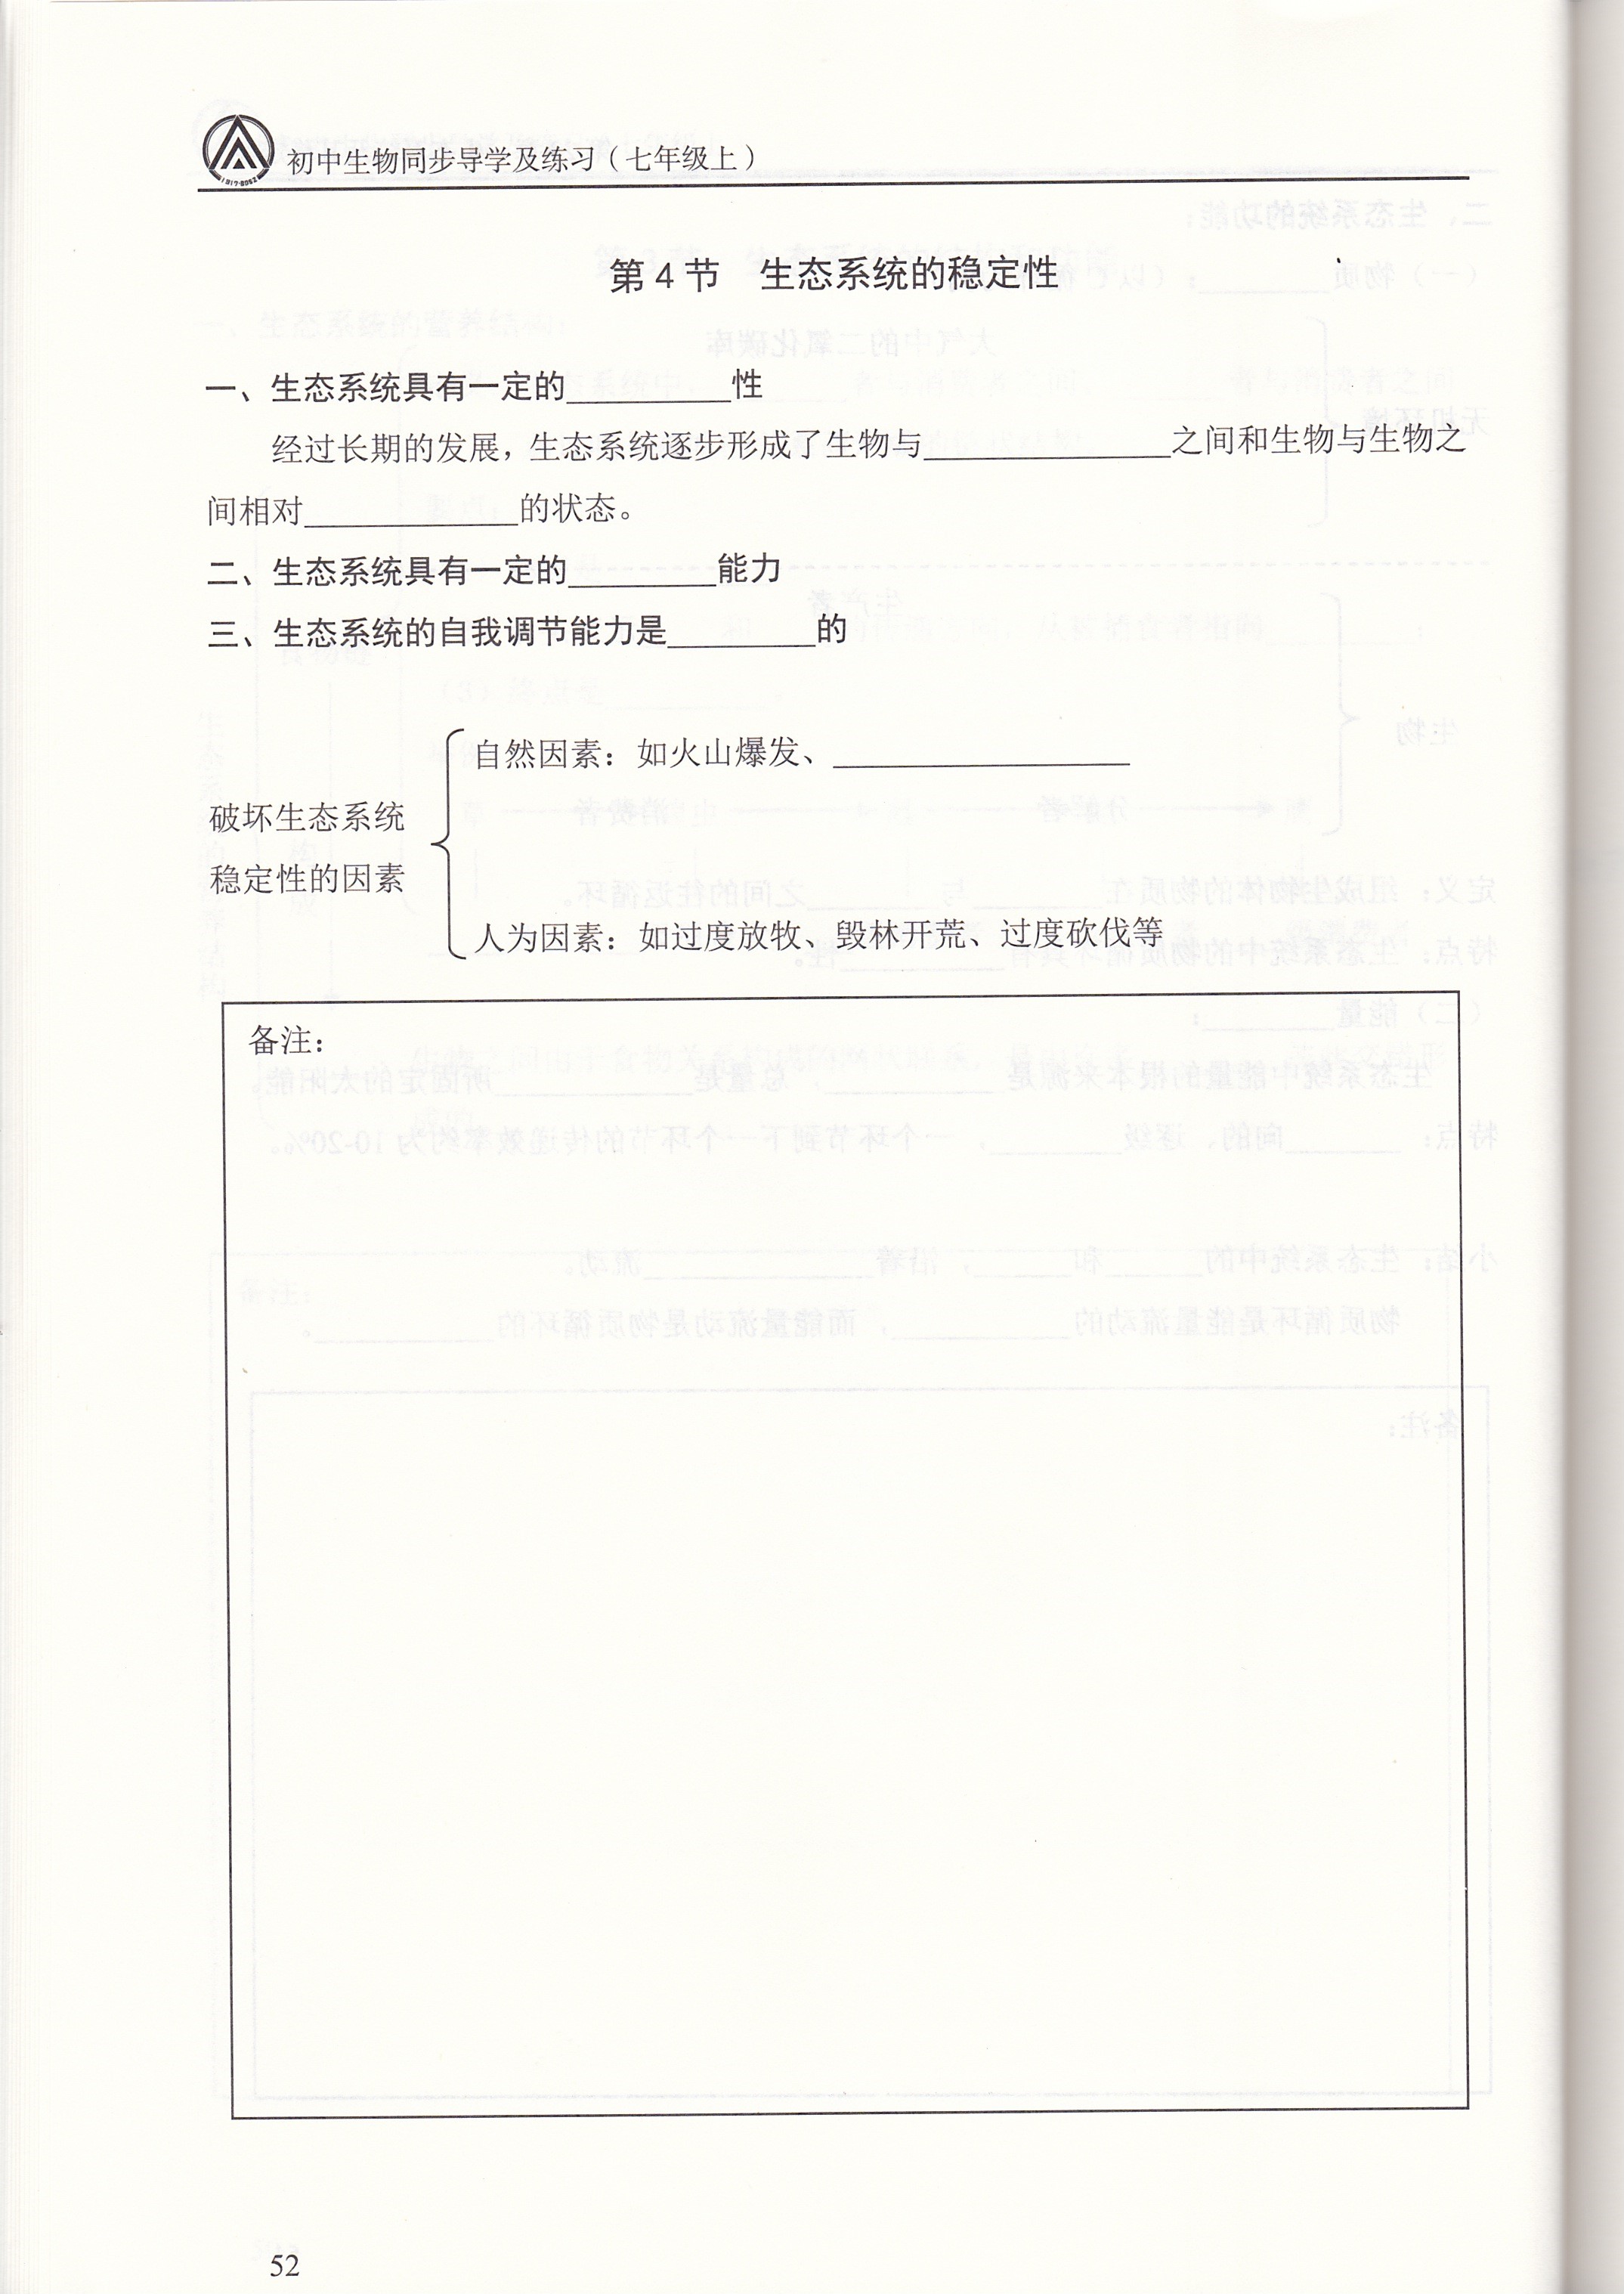 初中生物同步导学及练习（七年级上）
第 4 节　生态系统的稳定性
一、生态系统具有一定的__________性
经过长期的发展，生态系统逐步形成了生物与_______________之间和生物与生物之
间相对_____________的状态。
二、生态系统具有一定的_________能力
三、生态系统的自我调节能力是_________的
自然因素：如火山爆发、__________________
破坏生态系统
稳定性的因素
人为因素：如过度放牧、毁林开荒、过度砍伐等
备注：
52